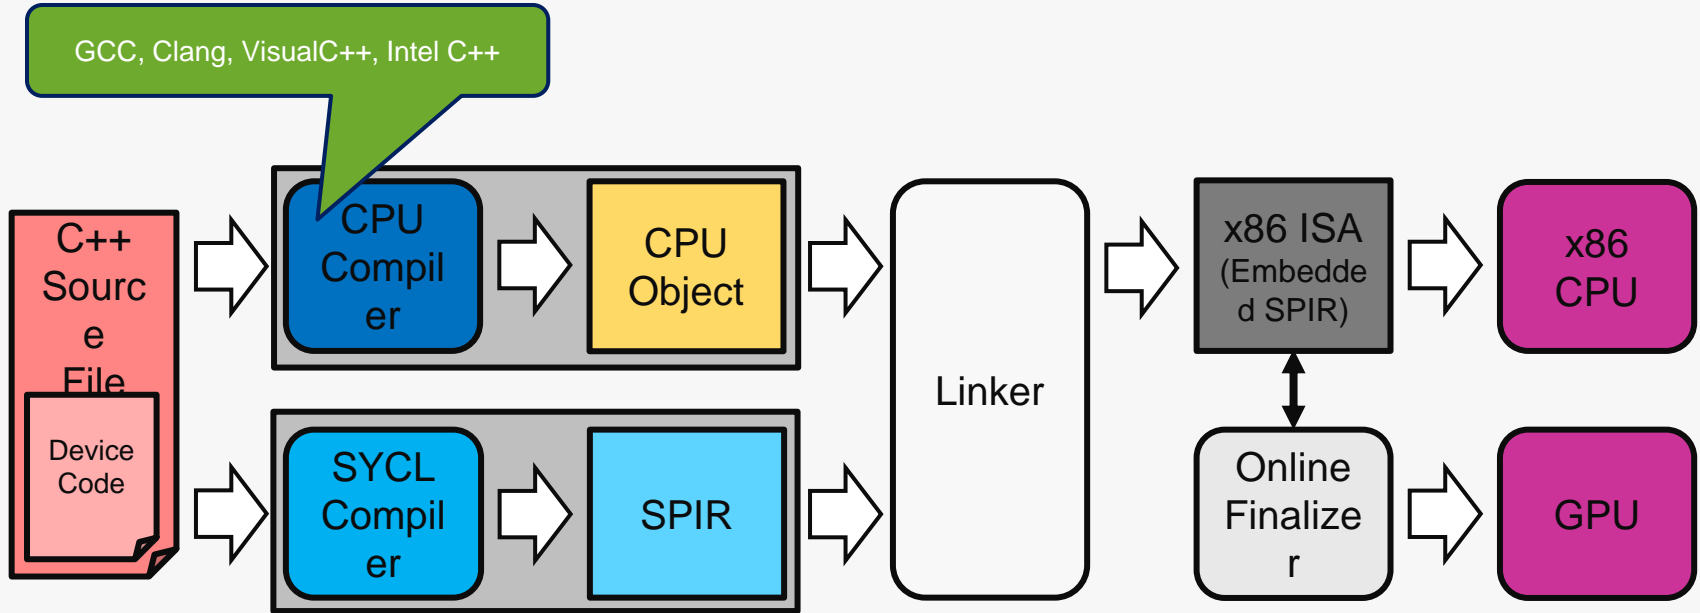 GCC, Clang, VisualC++, Intel C++
C++
Sourc
e
File
Device
Code
CPU
Compil
er
CPU
Object
SYCL
Compil
er
SPIR
Linker
x86 ISA
(Embedde
d SPIR)
x86
CPU
Online
Finalize
r
GPU